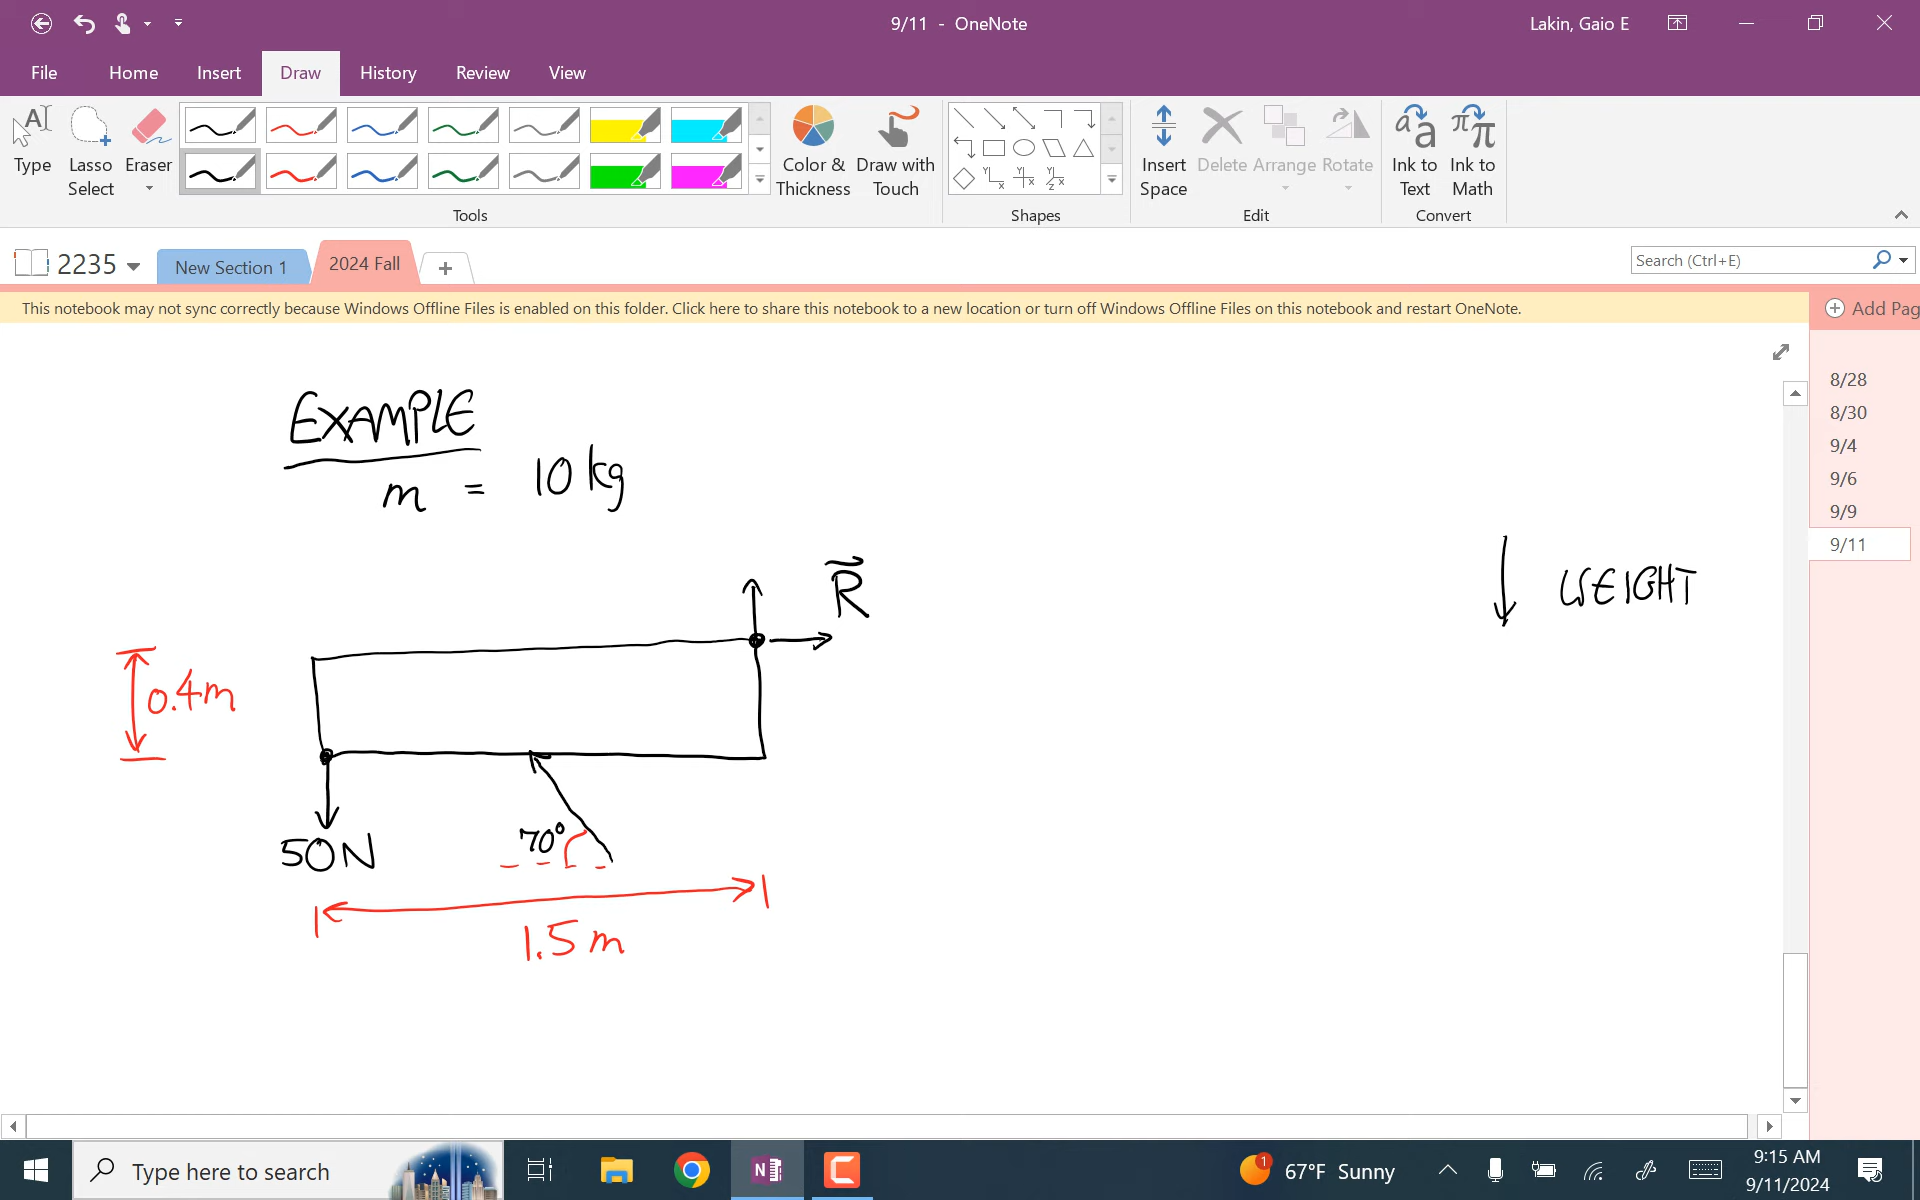 9/11 - OneNote
Lakin, Gaio E
File Home Insert Draw History Review View
Type
Lasso Select
Eraser
Color & Thickness
Draw with Touch
Insert Space
Delete
Arrange
Rotate
Ink to Text
Ink to Math
Tools
Shapes
Edit
Convert
2235
New Section 1
2024 Fall
Search (Ctrl+E)
This notebook may not sync correctly because Windows Offline Files is enabled on this folder. Click here to share this notebook to a new location or turn off Windows Offline Files on this notebook and restart OneNote.
Add Pag
8/28
8/30
9/4
9/6
9/9
9/11
EXAMPLE
m = 10 kg
R
WEIGHT
0.4m
70°
50N
1.5 m
Type here to search
67°F Sunny
9:15 AM
9/11/2024